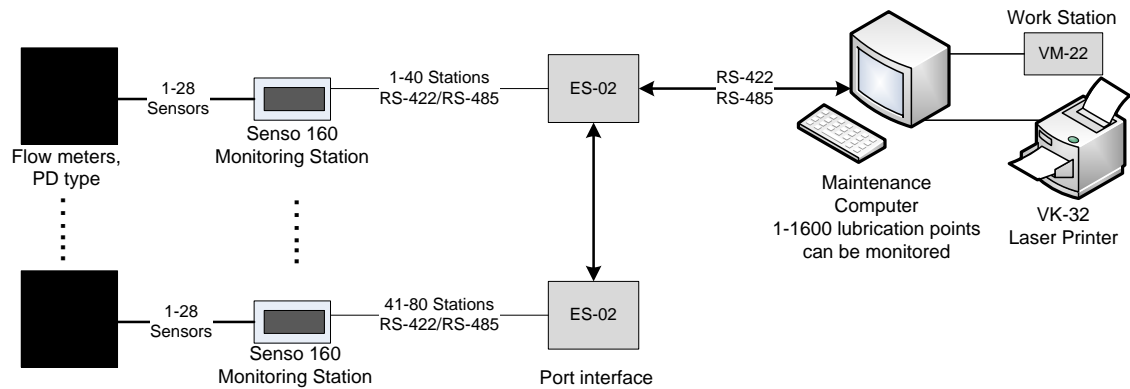 Work Station
VM-22
1-28
Sensors
1-40 Stations
RS-422/RS-485
ES-02
RS-422
RS-485
Senso 160
Monitoring Station
Flow meters,
PD type
Maintenance
Computer
1-1600 lubrication points
can be monitored
VK-32
Laser Printer
1-28
Sensors
41-80 Stations
RS-422/RS-485
ES-02
Senso 160
Monitoring Station
Port interface